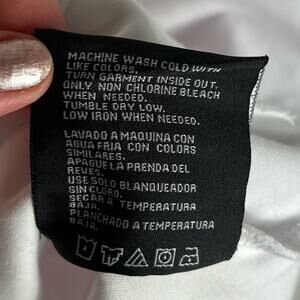 MACHINE WASH COLD WITH
LIKE COLORS.
TURN GARMENT INSIDE OUT.
ONLY NON CHLORINE BLEACH
WHEN NEEDED.
TUMBLE DRY LOW.
LOW IRON WHEN NEEDED.
LAVADO A MAQUINA CON
AGUA FRIA CON COLORS
SIMILARES.
APAGUE LA PRENDA DEL
REVES.
USE SOLO BLANQUEADOR
SIN CLORO.
SECAR A TEMPERATURA
BAJA.
PLANCHADO A TEMPERATURA
BAJA.